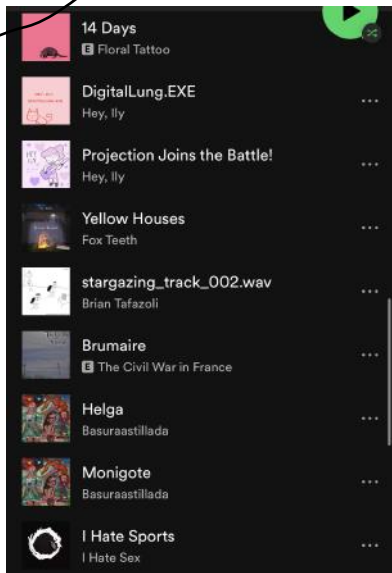 14 Days
E Floral Tattoo
DigitalLung.EXE
Hey, Ily
Projection Joins the Battle!
Hey, Ily
Yellow Houses
Fox Teeth
stargazing_track_002.wav
Brian Tafazoli
Brumaire
E The Civil War in France
Helga
Basuraastillada
Monigote
Basuraastillada
I Hate Sports
I Hate Sex